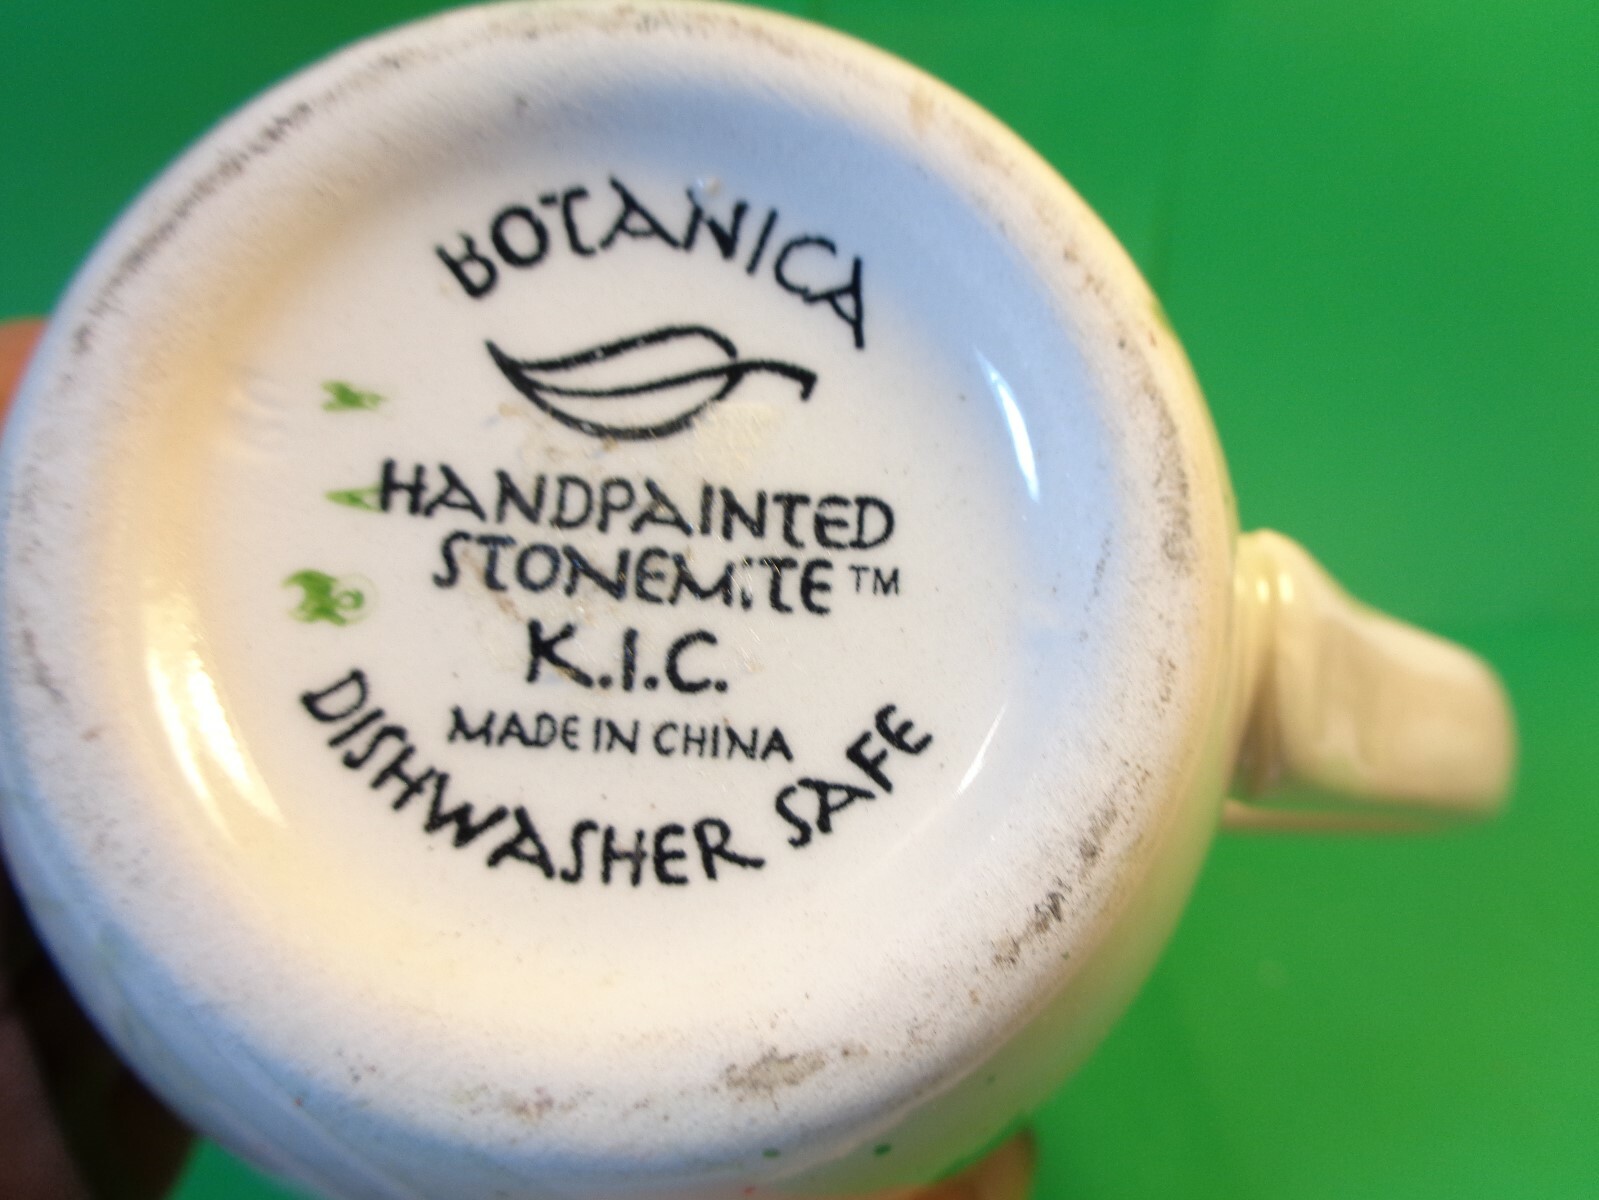 BOTANICA
HANDPAINTED
STONEMITE™
K.I.C.
MADE IN CHINA
DISHWASHER SAFE